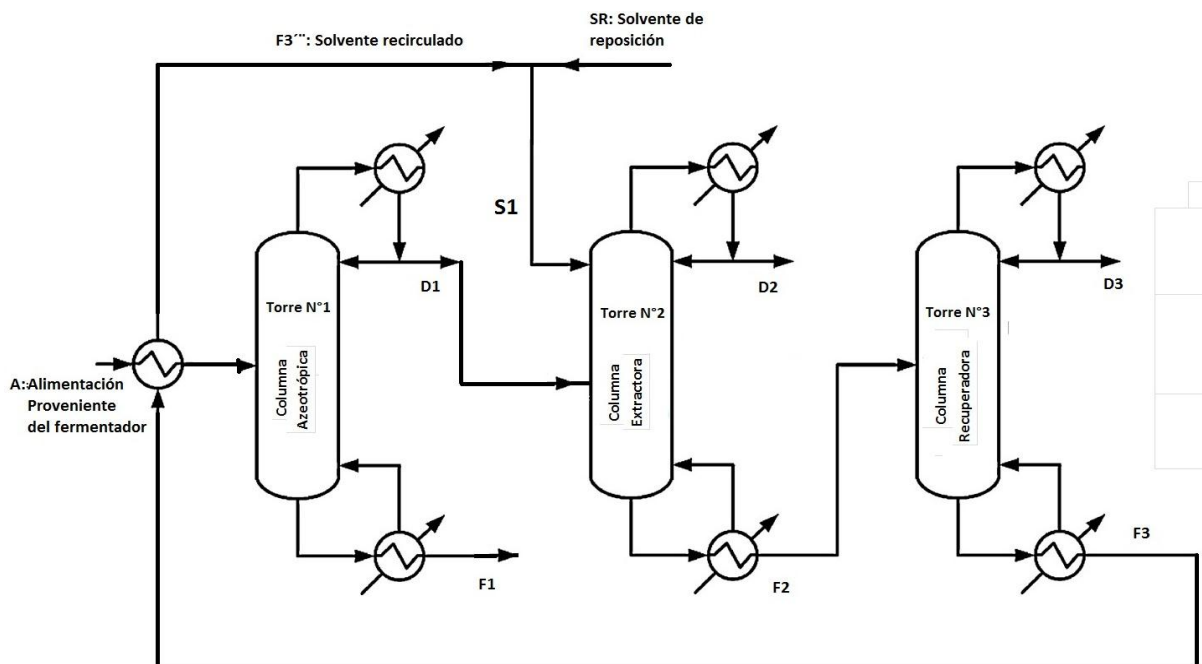 F3´¨: Solvente recirculado
SR: Solvente de
reposición
S1
D1
D2
D3
Torre N°1
Columna
Azeotrópica
Torre N°2
Columna
Extractora
Torre N°3
Columna
Recuperadora
A:Alimentación
Proveniente
del fermentador
F1
F2
F3